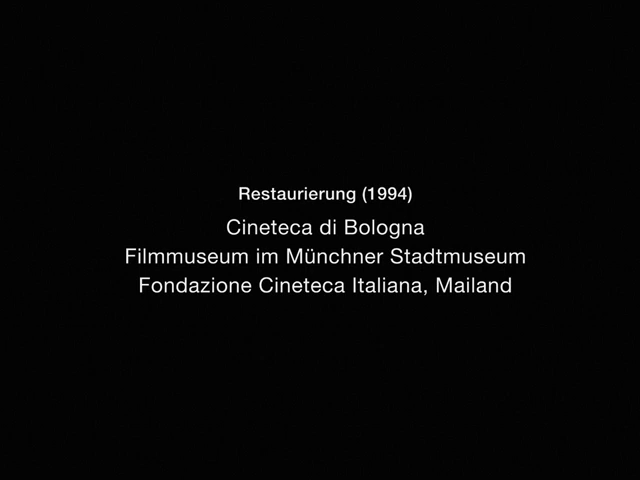 Restaurierung (1994)
Cineteca di Bologna
Filmmuseum im Münchner Stadtmuseum
Fondazione Cineteca Italiana, Mailand